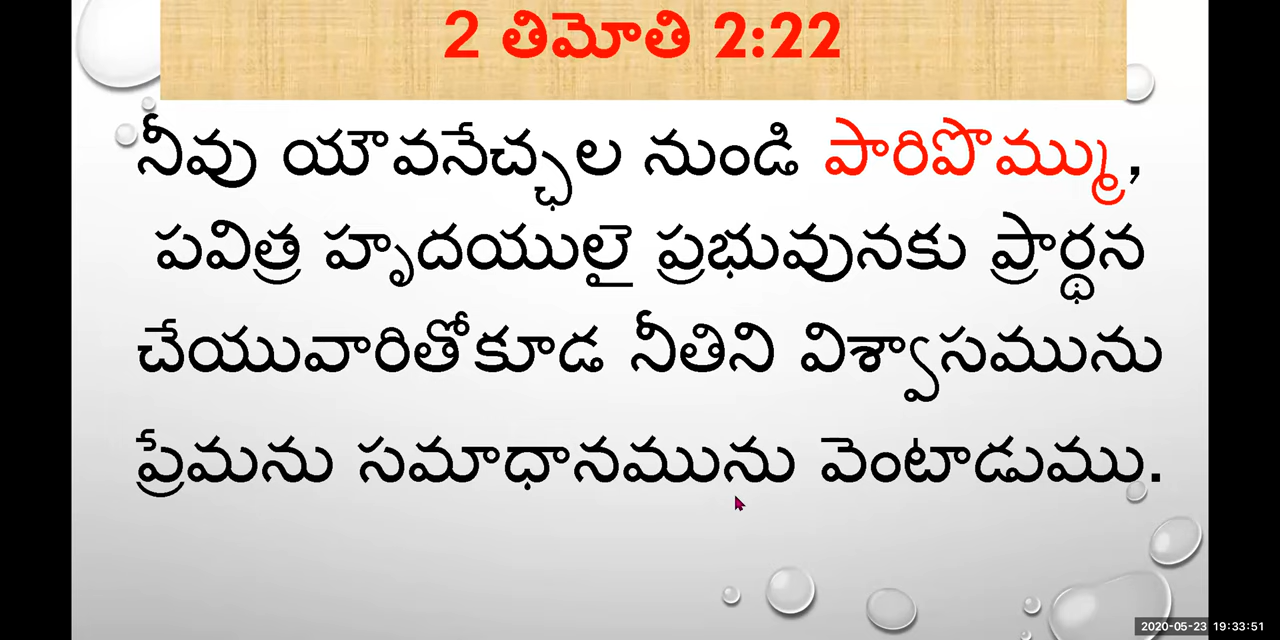 2 తిమోతి 2:22
నీవు యౌవనేచ్ఛల నుండి పారిపొమ్ము,
పవిత్ర హృదయులై ప్రభువునకు ప్రార్థన
చేయువారితోకూడ నీతిని విశ్వాసమును
ప్రేమను సమాధానమును వెంటాడుము.
2020-05-23 19:33:51